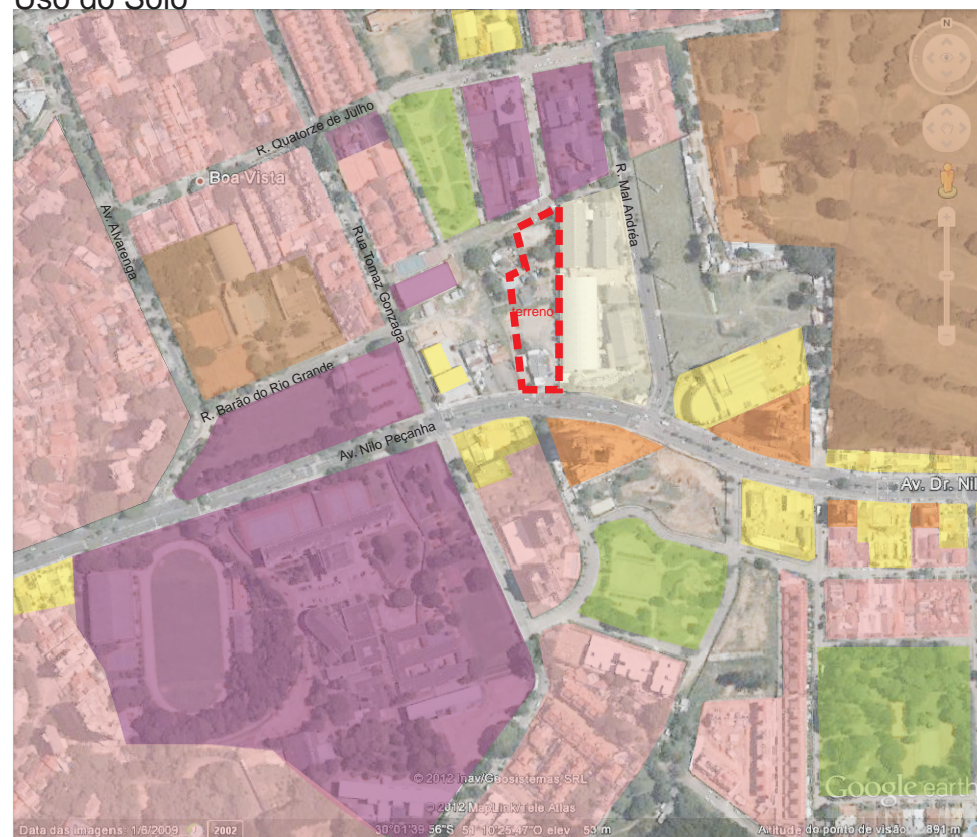 Uso do Solo
N
R. Quatorze de Julho
Boa Vista
Av. Alvarenga
Rua Tomaz Gonzaga
R. Mal Andréa
terreno
R. Barão do Rio Grande
Av. Nilo Peçanha
Av. Dr. Nil
© 2012 Inav/Geosistemas SRL
© 2012 MapLink/Tele Atlas
Google earth
Data das imagens: 1/6/2009
2002
30°01'39.56"S 51°10'25.47"O elev 53 m
Altitude do ponto de visão 891 m